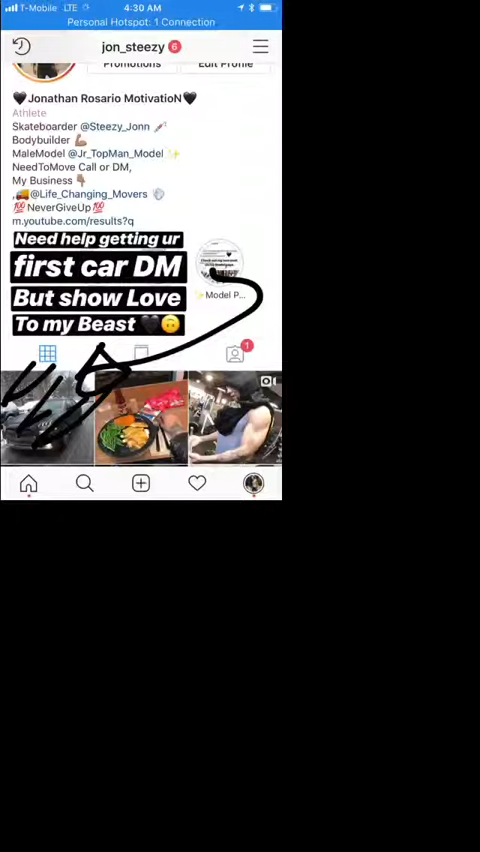 T-Mobile LTE 4:30 AM
Personal Hotspot: 1 Connection
jon_steezy 6
Promotions Edit Profile
🖤Jonathan Rosario MotivatioN🖤
Athlete
Skateboarder @Steezy_Jonn
Bodybuilder 💪🏽
MaleModel @Jr_TopMan_Model ✨
NeedToMove Call or DM,
My Business 👇🏽
,🚚@Life_Changing_Movers
💯NeverGiveUp💯
m.youtube.com/results?q
Need help getting ur
first car DM
But show Love
To my Beast 🖤🙃
✨Model P...
1